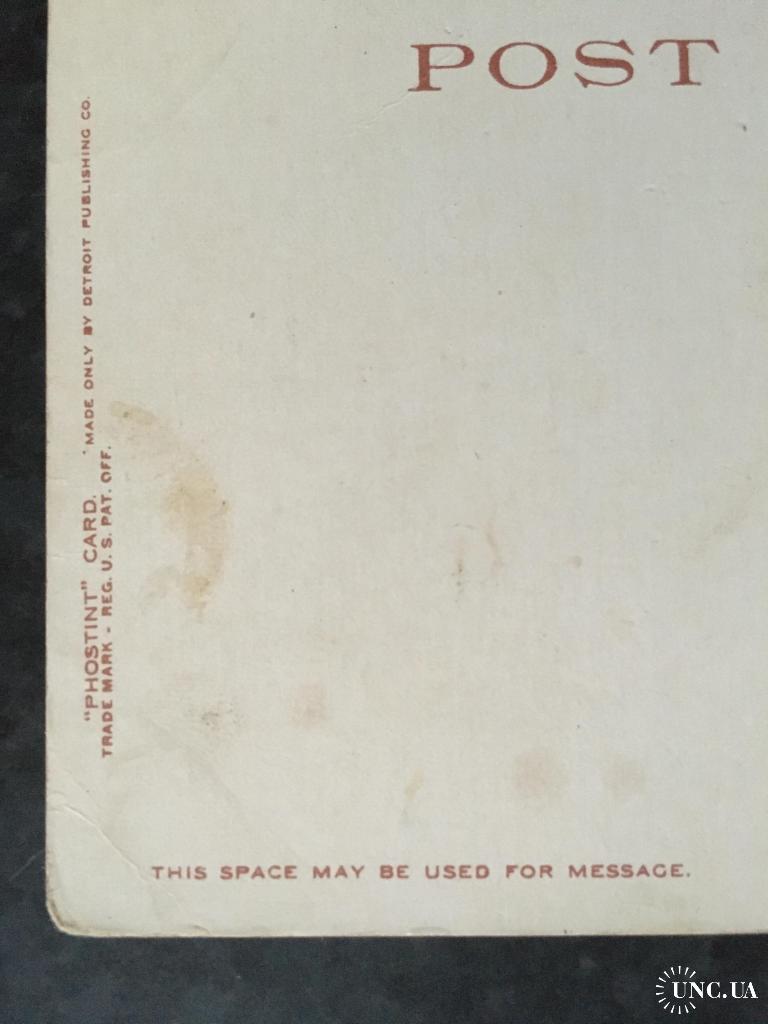 POST
"PHOSTINT" CARD. MADE ONLY BY DETROIT PUBLISHING CO.
TRADE MARK - REG. U. S. PAT. OFF.
THIS SPACE MAY BE USED FOR MESSAGE.
UNC.UA